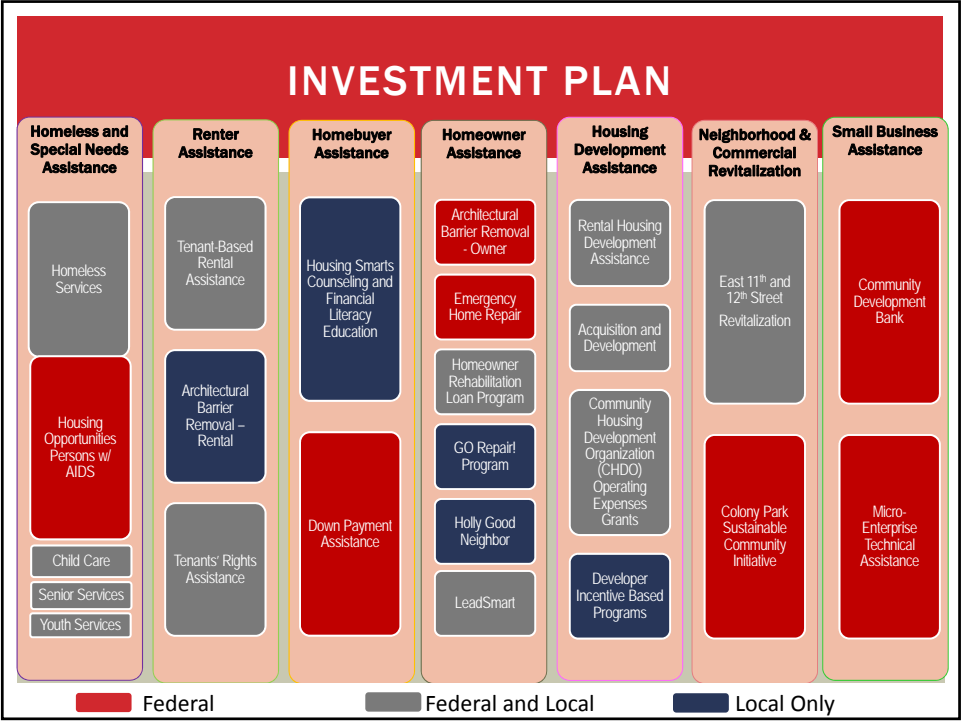 INVESTMENT PLAN
Homeless and
Special Needs
Assistance
Homeless
Services
Housing
Opportunities
Persons w/
AIDS
Child Care
Senior Services
Youth Services
Renter
Assistance
Tenant-Based
Rental
Assistance
Architectural
Barrier
Removal –
Rental
Tenants' Rights
Assistance
Homebuyer
Assistance
Housing Smarts
Counseling and
Financial
Literacy
Education
Down Payment
Assistance
Homeowner
Assistance
Architectural
Barrier Removal
- Owner
Emergency
Home Repair
Homeowner
Rehabilitation
Loan Program
GO Repair!
Program
Holly Good
Neighbor
LeadSmart
Housing
Development
Assistance
Rental Housing
Development
Assistance
Acquisition and
Development
Community
Housing
Development
Organization
(CHDO)
Operating
Expenses
Grants
Developer
Incentive Based
Programs
Neighborhood &
Commercial
Revitalization
East 11th and
12th Street
Revitalization
Colony Park
Sustainable
Community
Initiative
Small Business
Assistance
Community
Development
Bank
Micro-
Enterprise
Technical
Assistance
Federal
Federal and Local
Local Only